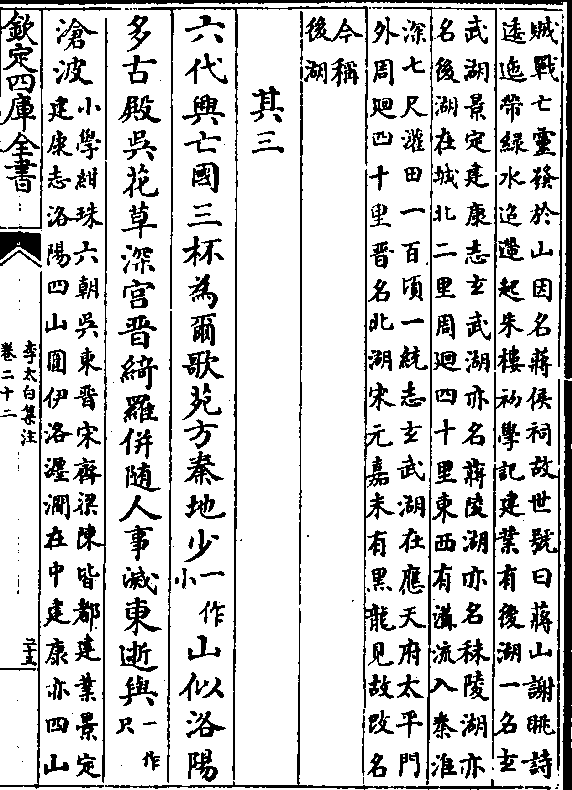 賊戰亡靈發於山因名蔣侯祠故世號曰蔣山謝眺詩
逶迤帶綠水迢遞起朱樓初學記建業有後湖一名玄
武湖景定建康志玄武湖亦名蔣陵湖亦名秣陵湖亦
名後湖在城北二里周迴四十里東西有溝流入秦淮
深七尺灌田一百頃一統志玄武湖在應天府太平門
外周迴四十里晉名北湖宋元嘉末有黑龍見故改名
今稱
後湖
其三
六代興亡國三杯為爾歌苑方秦地少一作小山似洛陽
多古殿吳花草深宮晉綺羅併隨人事滅東逝與一作只
滄波小學紺珠六朝吳東晉宋齊梁陳皆都建業景定
建康志洛陽四山圍伊洛瀍澗在中建康亦四山
欽定四庫全書
李太白集注
卷二十二
二十五